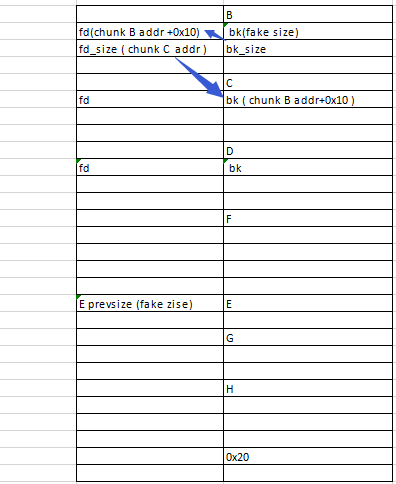 B
fd(chunk B addr +0x10) bk(fake size)
fd_size ( chunk C addr ) bk_size
C
fd bk ( chunk B addr+0x10 )
D
fd bk
F
E prevsize (fake zise) E
G
H
0x20